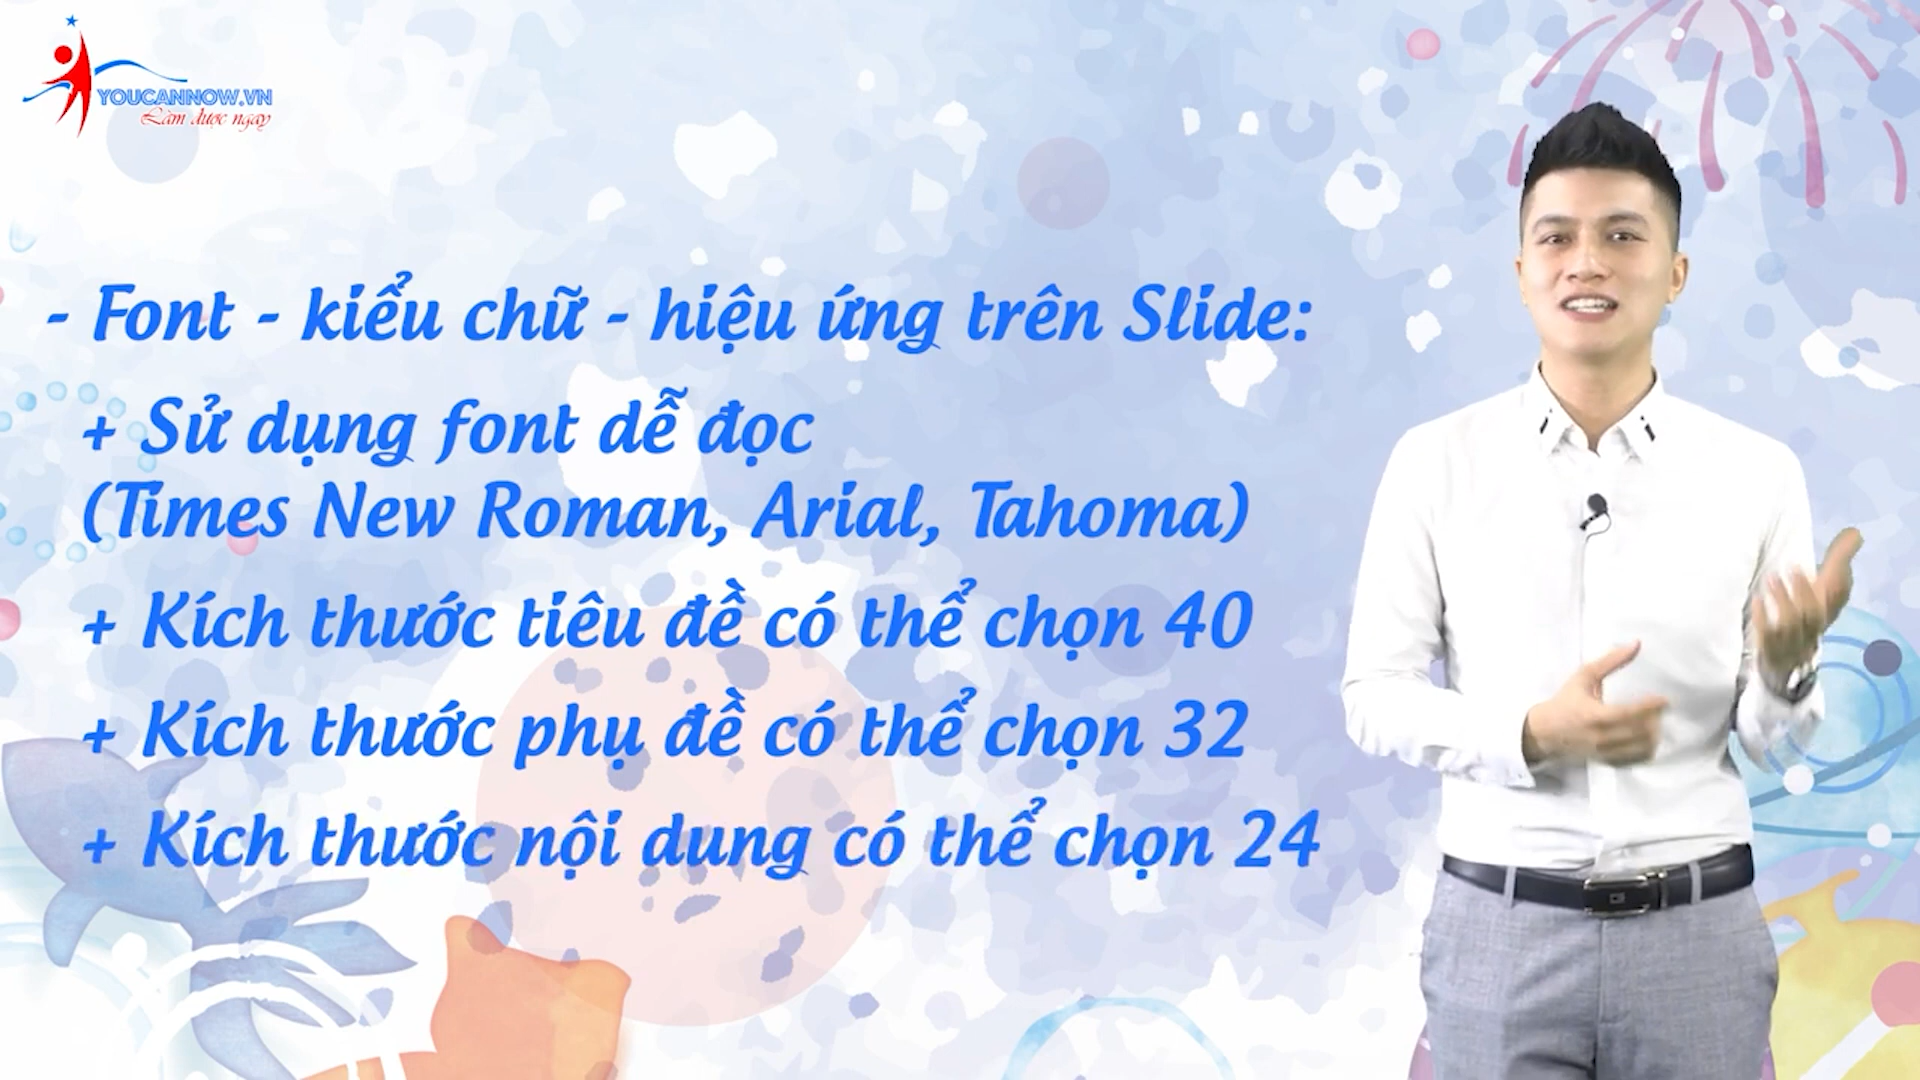 YOUCANNOW.VN
Làm được ngay
- Font - kiểu chữ - hiệu ứng trên Slide:
+ Sử dụng font dễ đọc
(Times New Roman, Arial, Tahoma)
+ Kích thước tiêu đề có thể chọn 40
+ Kích thước phụ đề có thể chọn 32
+ Kích thước nội dung có thể chọn 24